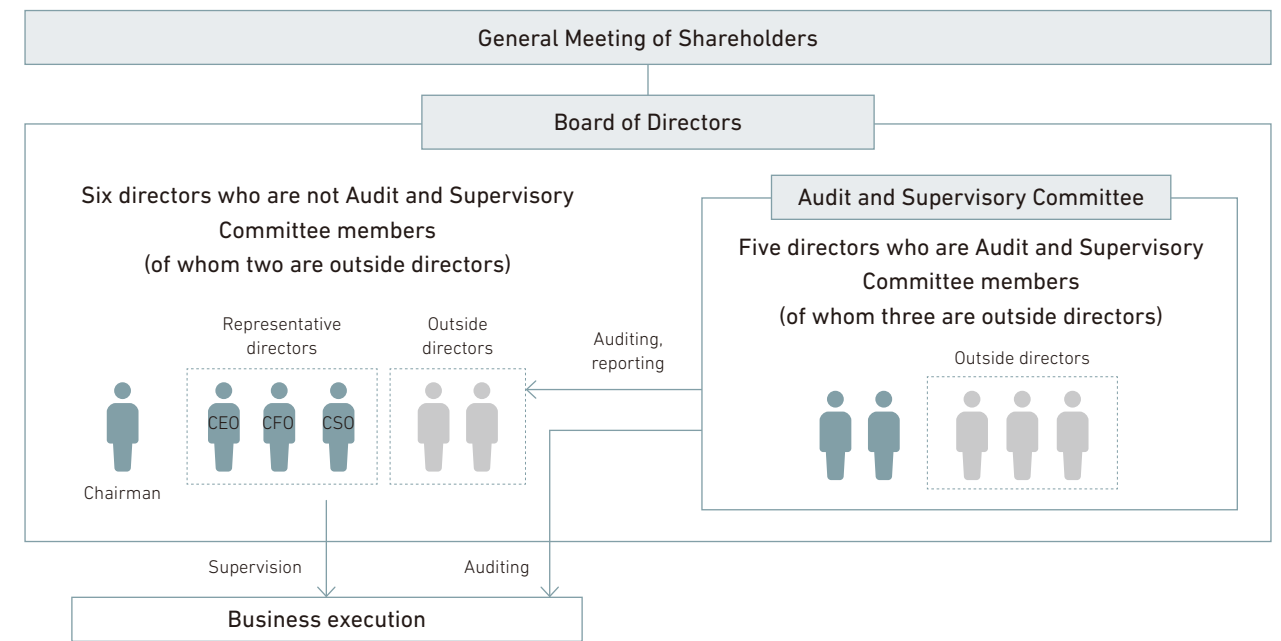 General Meeting of Shareholders
Board of Directors
Six directors who are not Audit and Supervisory
Committee members
(of whom two are outside directors)
Representative
directors
Outside
directors
CEO
CFO
CSO
Chairman
Auditing,
reporting
Audit and Supervisory Committee
Five directors who are Audit and Supervisory
Committee members
(of whom three are outside directors)
Outside directors
Supervision
Auditing
Business execution